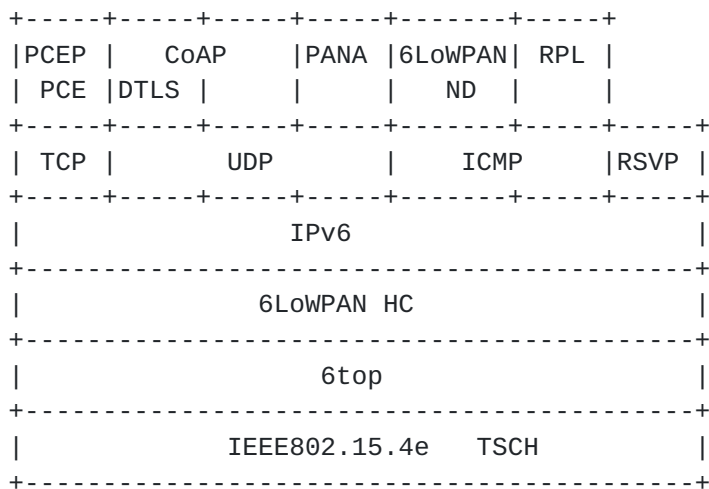 +-----+-----+-----+-----+-------+-----+
|PCEP | CoAP |PANA |6LoWPAN| RPL |
| PCE |DTLS | | | ND | |
+-----+-----+-----+-----+-------+-----+-----+
| TCP | UDP | ICMP |RSVP |
+-----+-----+-----+-----+-------+-----+-----+
| IPv6 |
+-------------------------------------------+
| 6LoWPAN HC |
+-------------------------------------------+
| 6top |
+-------------------------------------------+
| IEEE802.15.4e TSCH |
+-------------------------------------------+